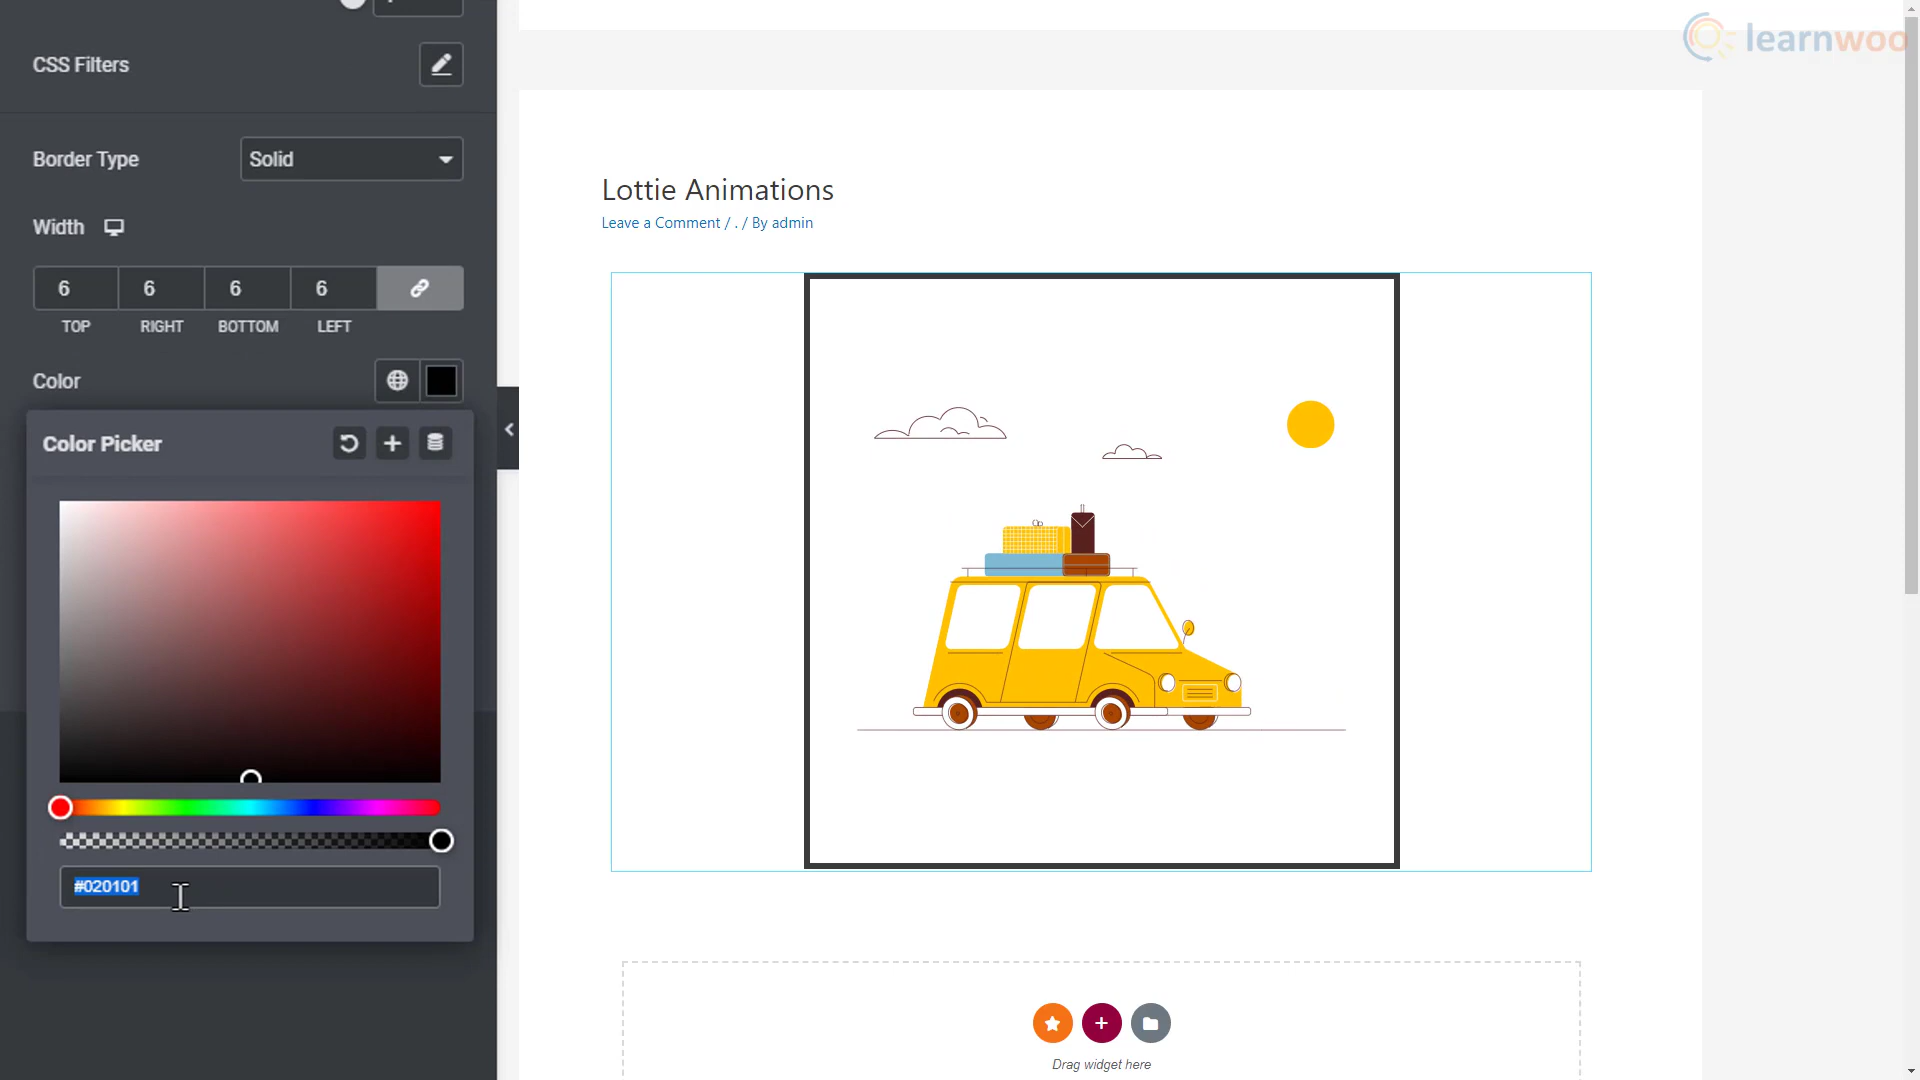 learnwoo
CSS Filters
Border Type
Solid
Width
6 6 6 6
TOP RIGHT BOTTOM LEFT
Color
Color Picker
#020101
Lottie Animations
Leave a Comment / . / By admin
Drag widget here